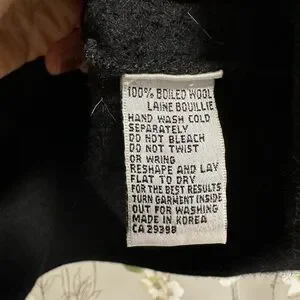 100% BOILED WOOL
LAINE BOUILLIE
HAND WASH COLD
SEPARATELY
DO NOT BLEACH
DO NOT TWIST
OR WRING
RESHAPE AND LAY
FLAT TO DRY
FOR THE BEST RESULTS
TURN GARMENT INSIDE
OUT FOR WASHING
MADE IN KOREA
CA 29398